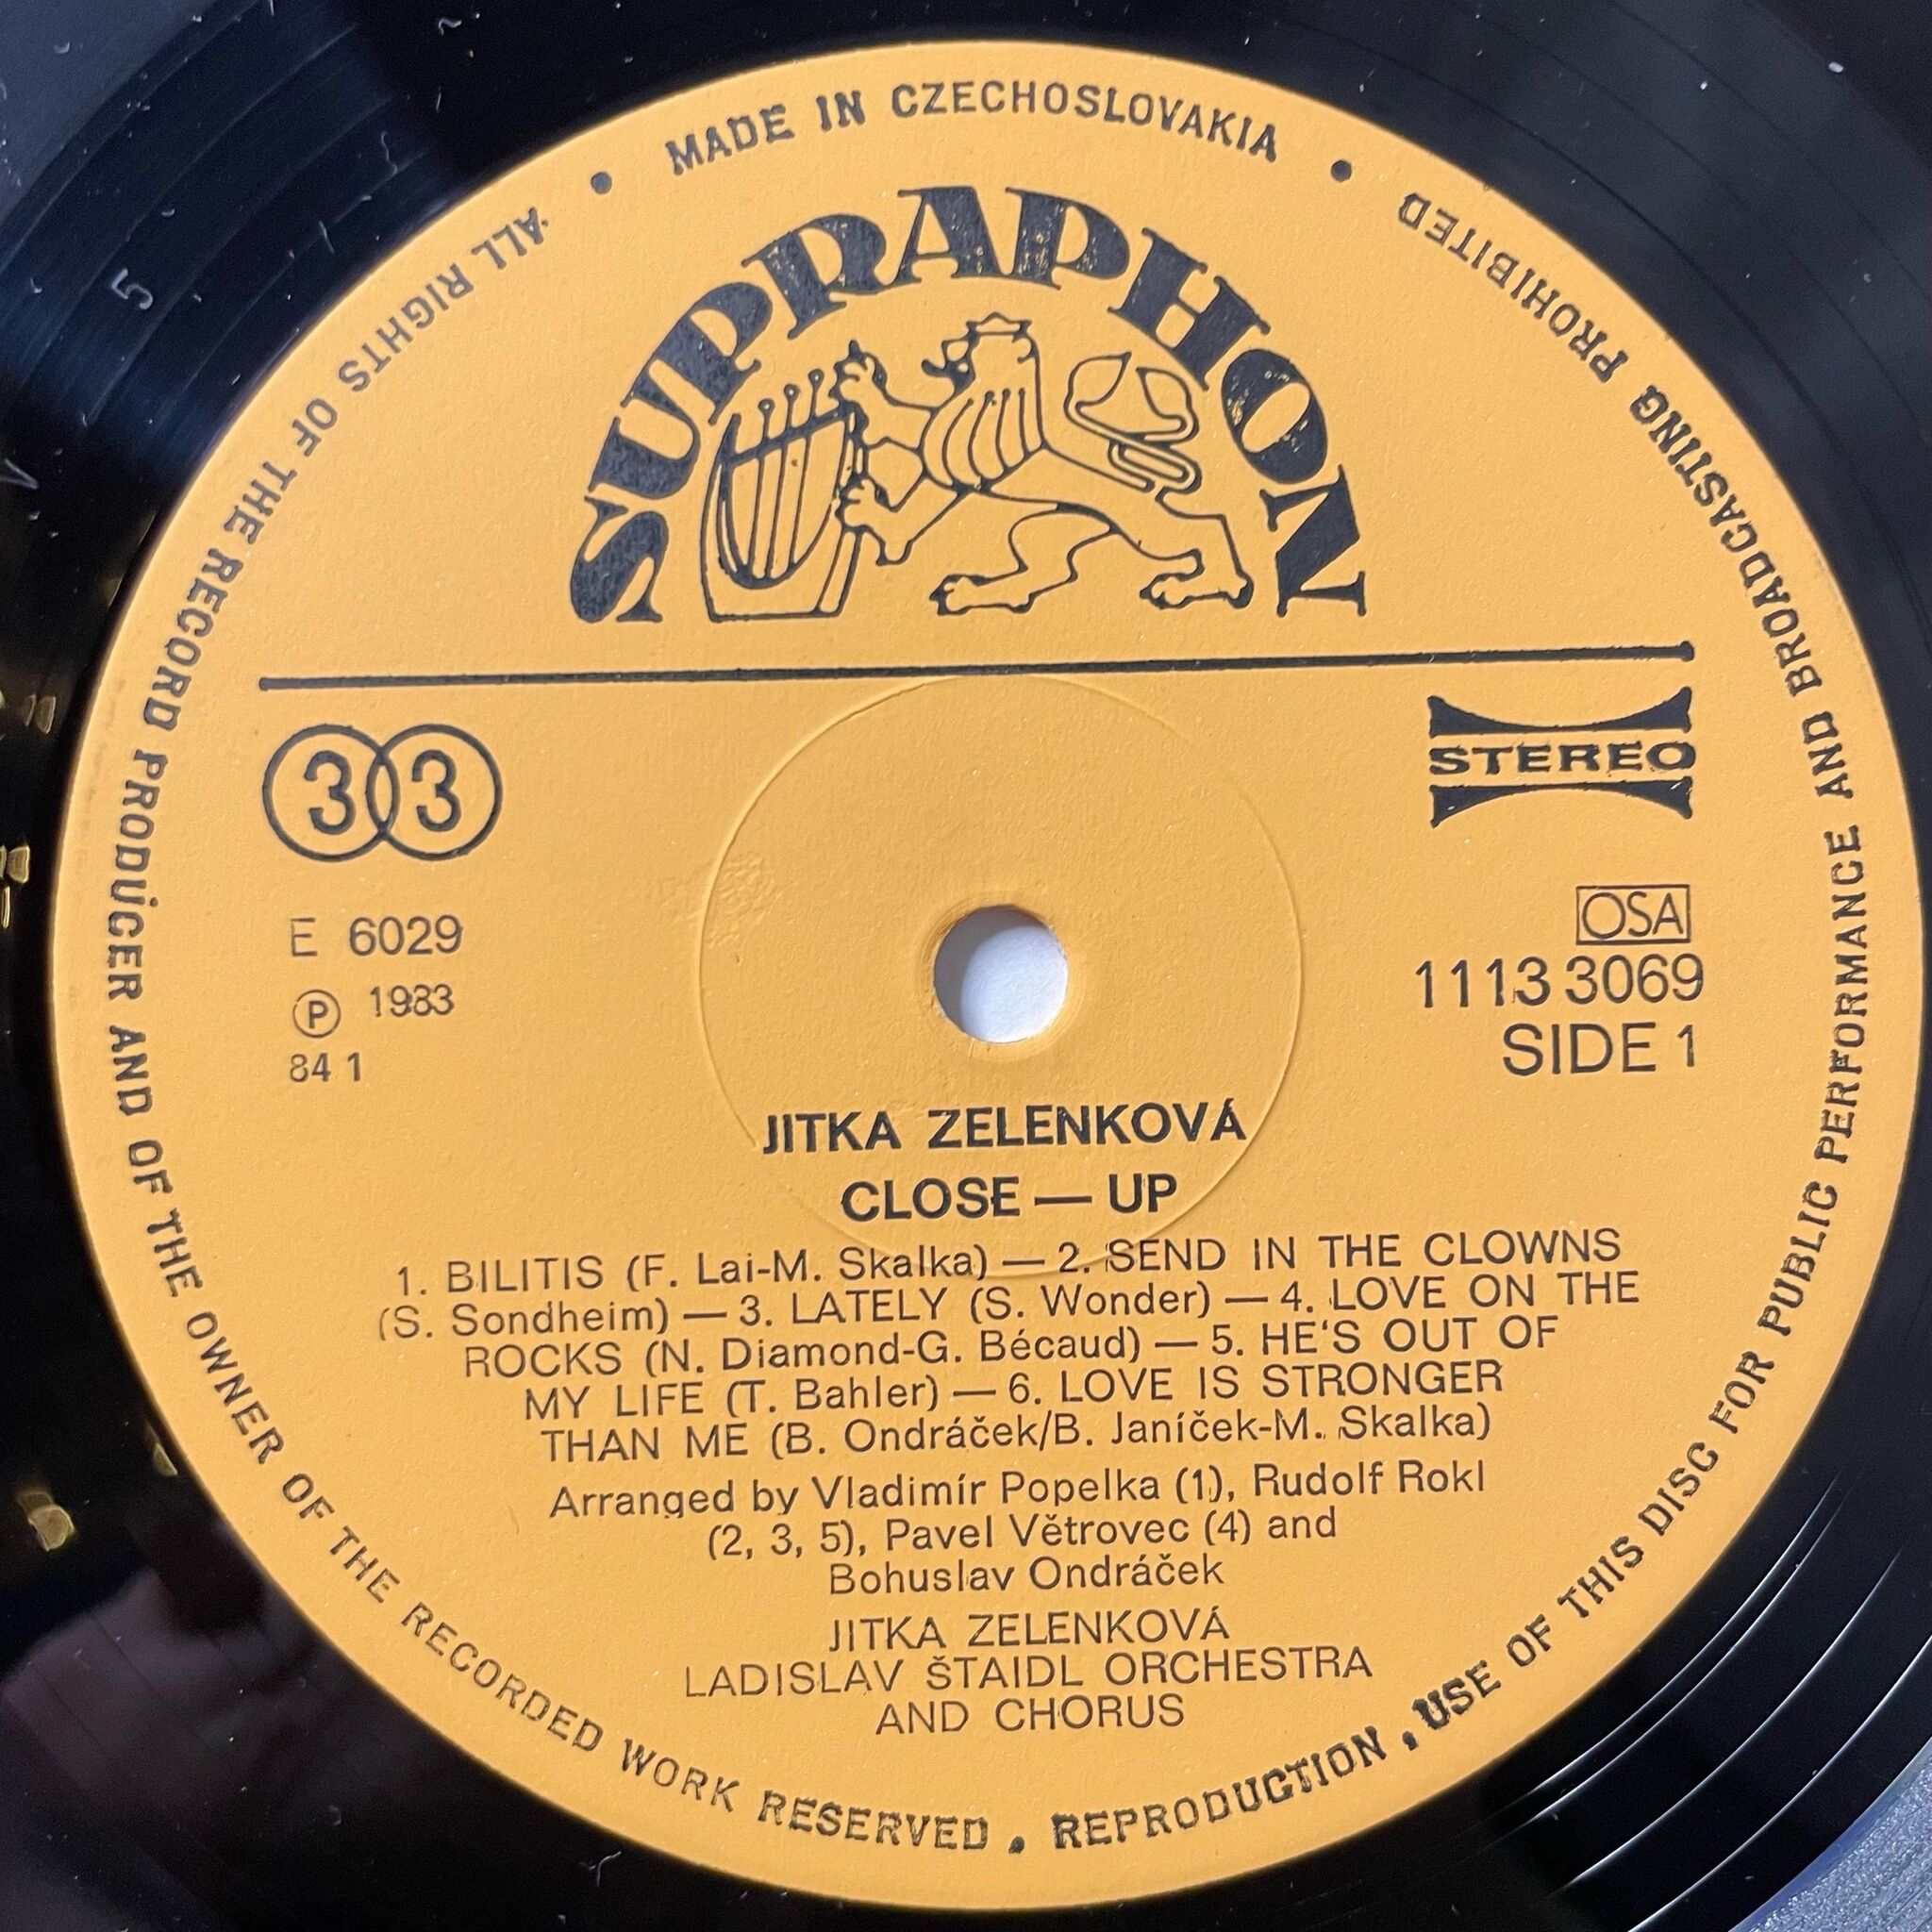 MADE IN CZECHOSLOVAKIA
ALL RIGHTS OF THE RECORD PRODUCER AND OF THE OWNER OF THE RECORDED WORK RESERVED . REPRODUCTION . USE OF THIS DISC FOR PUBLIC PERFORMANCE AND BROADCASTING PROHIBITED
SUPRAPHON
33
STEREO
E 6029
Ⓟ 1983
84 1
OSA
1113 3069
SIDE 1
JITKA ZELENKOVÁ
CLOSE — UP
1. BILITIS (F. Lai-M. Skalka) — 2. SEND IN THE CLOWNS
(S. Sondheim) — 3. LATELY (S. Wonder) — 4. LOVE ON THE
ROCKS (N. Diamond-G. Bécaud) — 5. HE'S OUT OF
MY LIFE (T. Bahler) — 6. LOVE IS STRONGER
THAN ME (B. Ondráček/B. Janíček-M. Skalka)
Arranged by Vladimír Popelka (1), Rudolf Rokl
(2, 3, 5), Pavel Větrovec (4) and
Bohuslav Ondráček
JITKA ZELENKOVÁ
LADISLAV ŠTAIDL ORCHESTRA
AND CHORUS
5